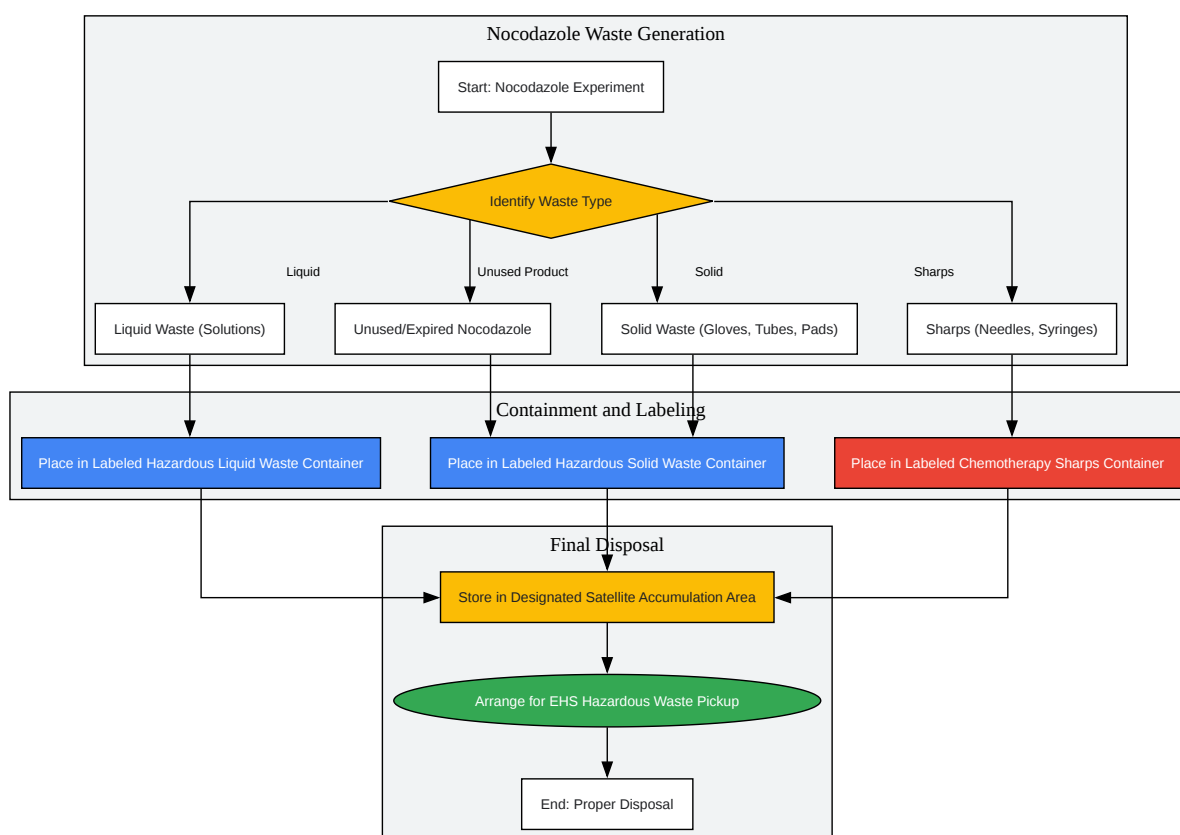 Nocodazole Waste Generation
Start: Nocodazole Experiment
Identify Waste Type
Liquid
Unused Product
Solid
Sharps
Liquid Waste (Solutions)
Unused/Expired Nocodazole
Solid Waste (Gloves, Tubes, Pads)
Sharps (Needles, Syringes)
Containment and Labeling
Place in Labeled Hazardous Liquid Waste Container
Place in Labeled Hazardous Solid Waste Container
Place in Labeled Chemotherapy Sharps Container
Final Disposal
Store in Designated Satellite Accumulation Area
Arrange for EHS Hazardous Waste Pickup
End: Proper Disposal